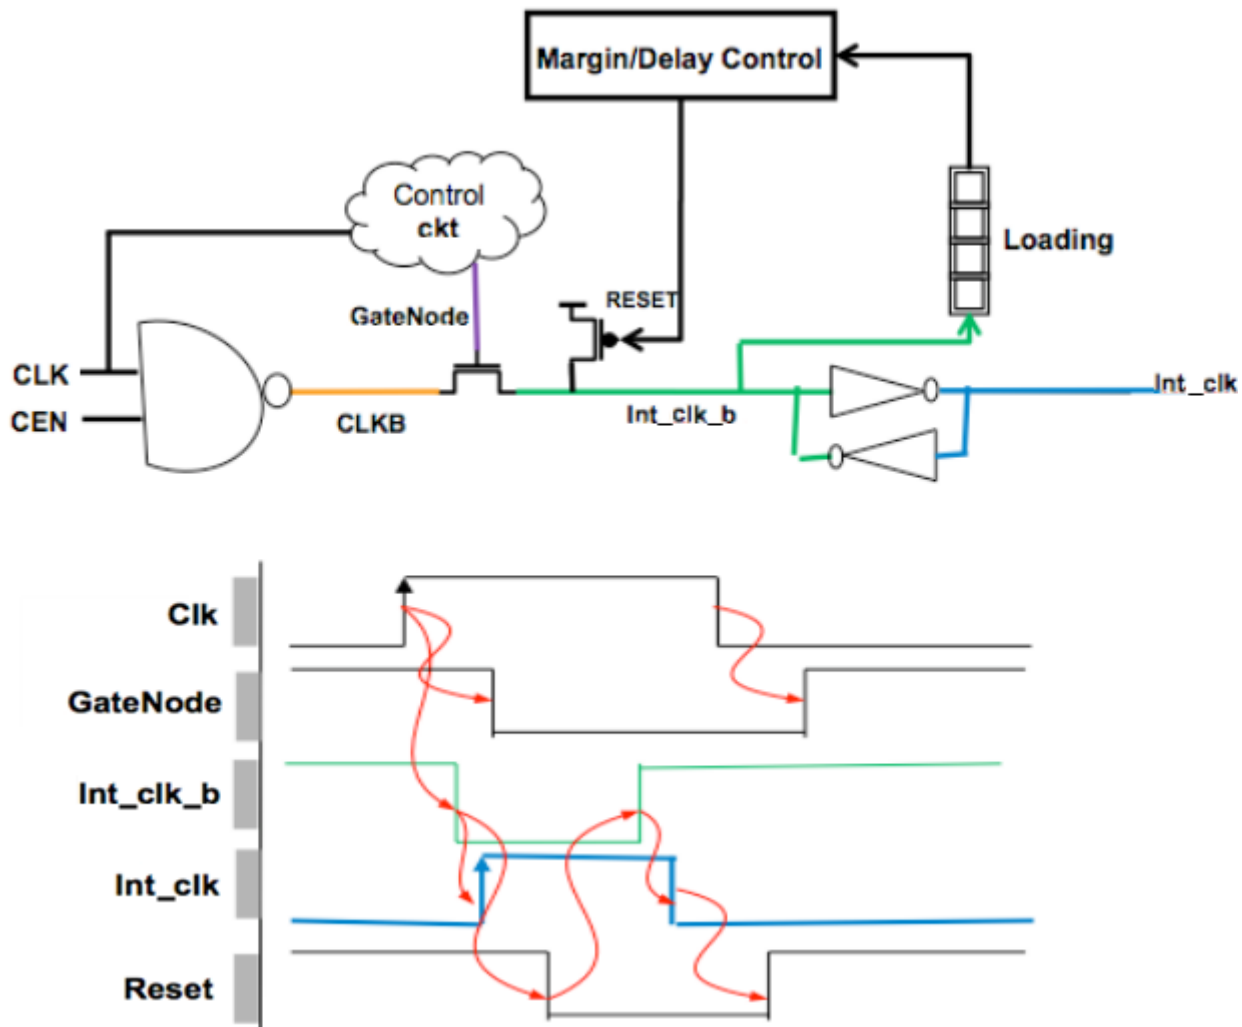 Margin/Delay Control
Control
ckt
Loading
RESET
GateNode
CLK
CEN
CLKB
Int_clk_b
Int_clk
Clk
GateNode
Int_clk_b
Int_clk
Reset